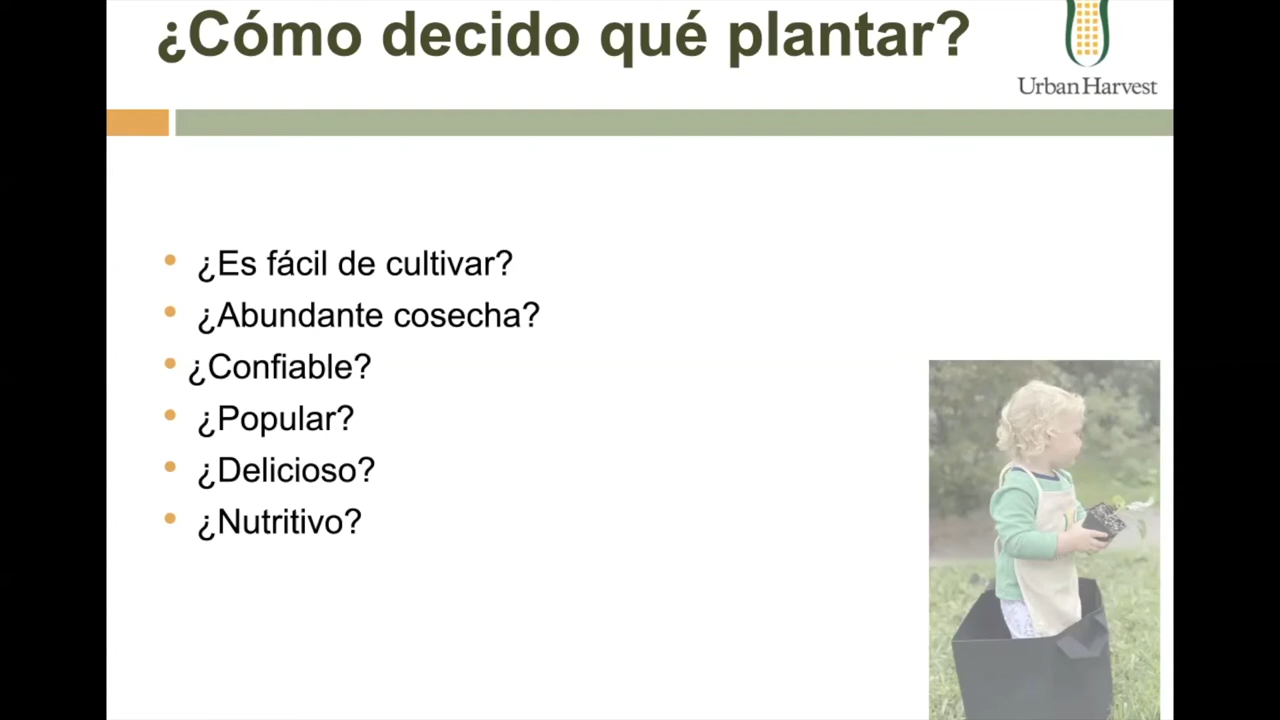 ¿Cómo decido qué plantar?
Urban Harvest
¿Es fácil de cultivar?
¿Abundante cosecha?
¿Confiable?
¿Popular?
¿Delicioso?
¿Nutritivo?